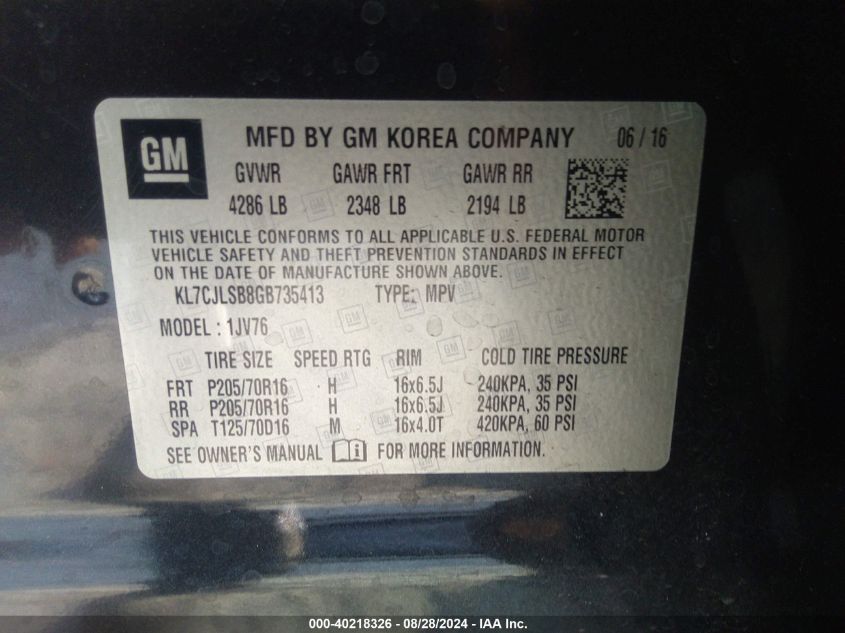 GM
MFD BY GM KOREA COMPANY 06 / 16
GVWR GAWR FRT GAWR RR
4286 LB 2348 LB 2194 LB
THIS VEHICLE CONFORMS TO ALL APPLICABLE U.S. FEDERAL MOTOR
VEHICLE SAFETY AND THEFT PREVENTION STANDARDS IN EFFECT
ON THE DATE OF MANUFACTURE SHOWN ABOVE.
KL7CJLSB8GB735413 TYPE: MPV
MODEL : 1JV76
TIRE SIZE SPEED RTG RIM COLD TIRE PRESSURE
FRT P205/70R16 H 16x6.5J 240KPA, 35 PSI
RR P205/70R16 H 16x6.5J 240KPA, 35 PSI
SPA T125/70D16 M 16x4.0T 420KPA, 60 PSI
SEE OWNER'S MANUAL i FOR MORE INFORMATION.
000-40218326 - 08/28/2024 - IAA Inc.